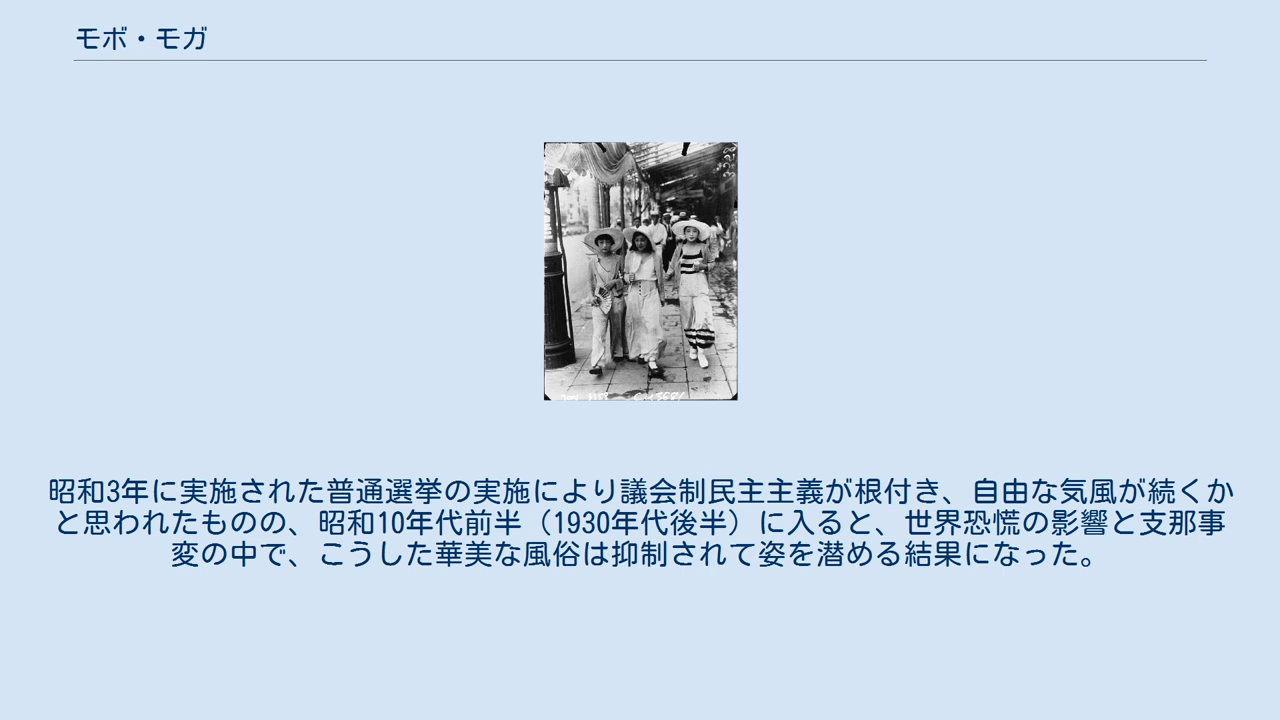 モボ・モガ
昭和3年に実施された普通選挙の実施により議会制民主主義が根付き、自由な気風が続くか
と思われたものの、昭和10年代前半（1930年代後半）に入ると、世界恐慌の影響と支那事
変の中で、こうした華美な風俗は抑制されて姿を潜める結果になった。